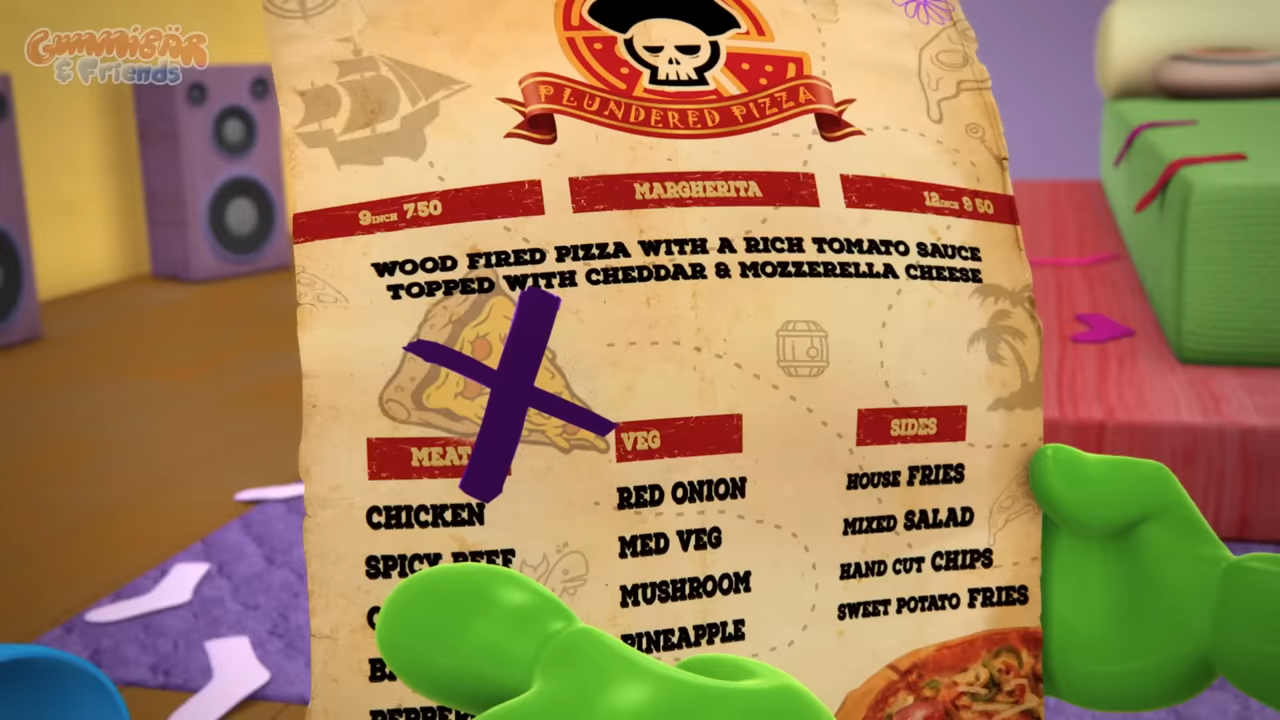 Gummibär
& Friends
PLUNDERED PIZZA
9INCH 7.50
MARGHERITA
12INCH 9 50
WOOD FIRED PIZZA WITH A RICH TOMATO SAUCE
TOPPED WITH CHEDDAR & MOZZERELLA CHEESE
MEAT
CHICKEN
SPICY BEEF
VEG
RED ONION
MED VEG
MUSHROOM
PINEAPPLE
SIDES
HOUSE FRIES
MIXED SALAD
HAND CUT CHIPS
SWEET POTATO FRIES